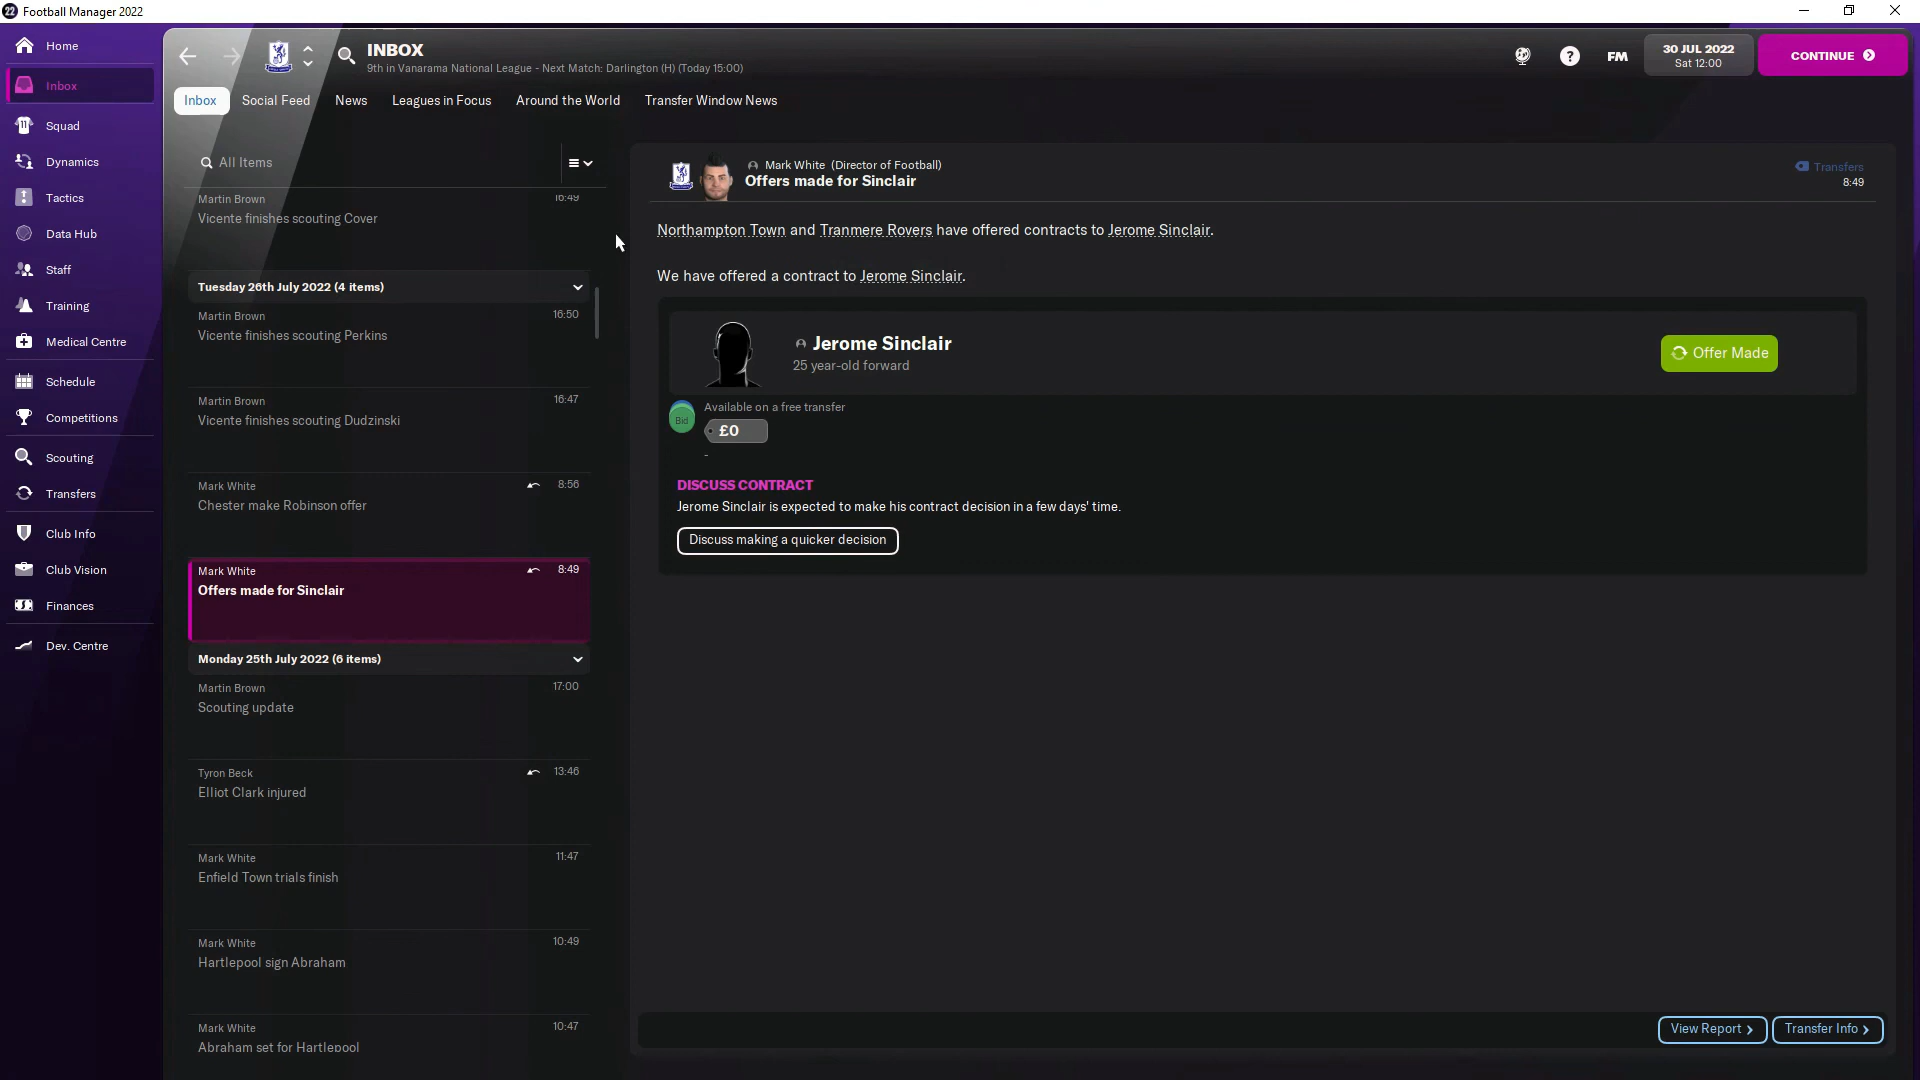 22 Football Manager 2022
Home
Inbox
Squad
Dynamics
Tactics
Data Hub
Staff
Training
Medical Centre
Schedule
Competitions
Scouting
Transfers
Club Info
Club Vision
Finances
Dev. Centre
INBOX
9th in Vanarama National League - Next Match: Darlington (H) (Today 15:00)
FM
30 JUL 2022
Sat 12:00
CONTINUE
Inbox Social Feed News Leagues in Focus Around the World Transfer Window News
All Items
Martin Brown 16:49
Vicente finishes scouting Cover
Tuesday 26th July 2022 (4 items)
Martin Brown 16:50
Vicente finishes scouting Perkins
Martin Brown 16:47
Vicente finishes scouting Dudzinski
Mark White 8:56
Chester make Robinson offer
Mark White 8:49
Offers made for Sinclair
Monday 25th July 2022 (6 items)
Martin Brown 17:00
Scouting update
Tyron Beck 13:46
Elliot Clark injured
Mark White 11:47
Enfield Town trials finish
Mark White 10:49
Hartlepool sign Abraham
Mark White 10:47
Abraham set for Hartlepool
Mark White (Director of Football)
Offers made for Sinclair
Transfers
8:49
Northampton Town and Tranmere Rovers have offered contracts to Jerome Sinclair.
We have offered a contract to Jerome Sinclair.
Jerome Sinclair
25 year-old forward
Offer Made
Bid
Available on a free transfer
£0
-
DISCUSS CONTRACT
Jerome Sinclair is expected to make his contract decision in a few days' time.
Discuss making a quicker decision
View Report
Transfer Info